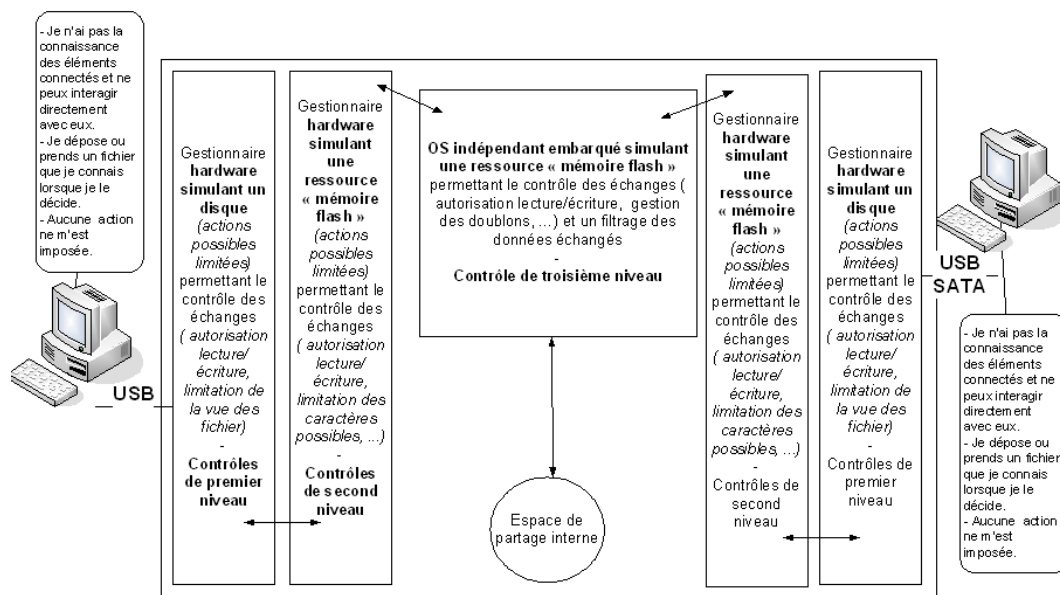 - Je n'ai pas la
connaissance
des éléments
connectés et ne
peux interagir
directement
avec eux.
- Je dépose ou
prends un fichier
que je connais
lorsque je le
décide.
- Aucune action
ne m'est
imposée.
USB
Gestionnaire
hardware
simulant un
disque
(actions
possibles
limitées)
permettant le
contrôle des
échanges
( autorisation
lecture/
écriture,
limitation de
la vue des
fichier)
-
Contrôles
de premier
niveau
Gestionnaire
hardware
simulant
une
ressource
« mémoire
flash »
(actions
possibles
limitées)
permettant le
contrôle des
échanges
( autorisation
lecture/
écriture,
limitation des
caractères
possibles, ...)
-
Contrôles
de second
niveau
OS indépendant embarqué simulant
une ressource « mémoire flash »
permettant le contrôle des échanges (
autorisation lecture/écriture, gestion
des doublons, ...) et un filtrage des
données échangés
-
Contrôle de troisième niveau
Espace de
partage interne
Gestionnaire
hardware
simulant
une
ressource
« mémoire
flash »
(actions
possibles
limitées)
permettant le
contrôle des
échanges
( autorisation
lecture/
écriture,
limitation des
caractères
possibles, ...)
-
Contrôles de
second
niveau
Gestionnaire
hardware
simulant un
disque
(actions
possibles
limitées)
permettant le
contrôle des
échanges
( autorisation
lecture/
écriture,
limitation de
la vue des
fichier)
-
Contrôles de
premier
niveau
USB
SATA
- Je n'ai pas la
connaissance
des éléments
connectés et ne
peux interagir
directement
avec eux.
- Je dépose ou
prends un fichier
que je connais
lorsque je le
décide.
- Aucune action
ne m'est
imposée.